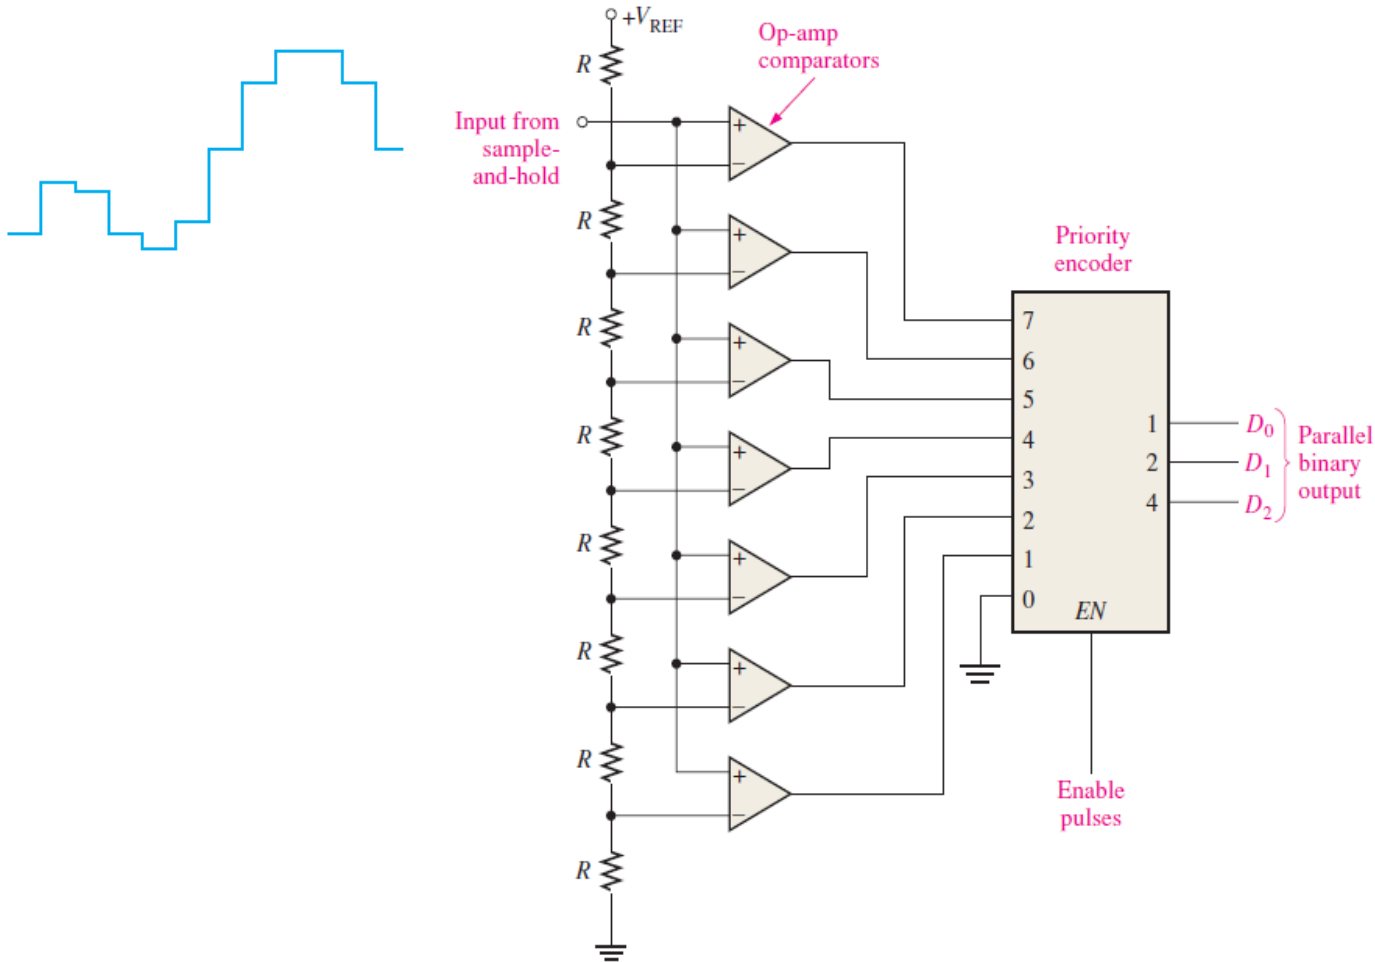 +V_REF
R
Op-amp
comparators
Input from
sample-
and-hold
+
−
R
+
−
R
+
−
R
+
−
R
+
−
R
+
−
R
+
−
R
Priority
encoder
7
6
5
4
3
2
1
0
EN
1
2
4
D₀
D₁
D₂
Parallel
binary
output
Enable
pulses